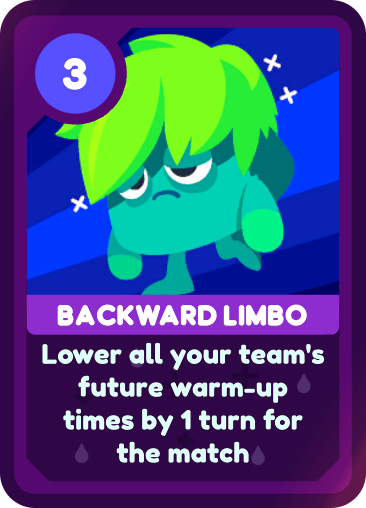 3
BACKWARD LIMBO
Lower all your team's
future warm-up
times by 1 turn for
the match